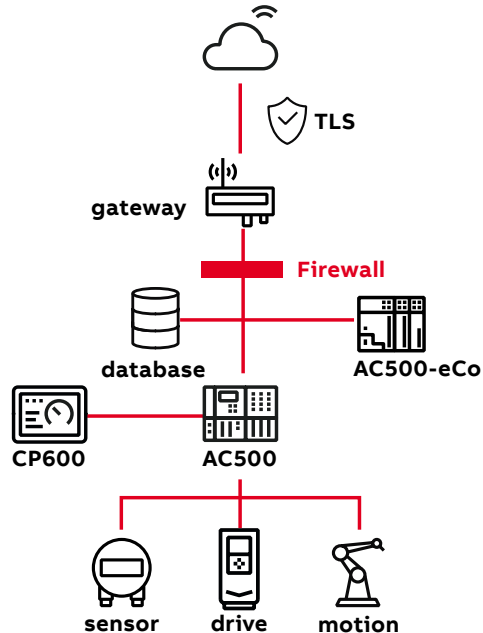 TLS
gateway
Firewall
database
AC500-eCo
CP600
AC500
sensor
drive
motion